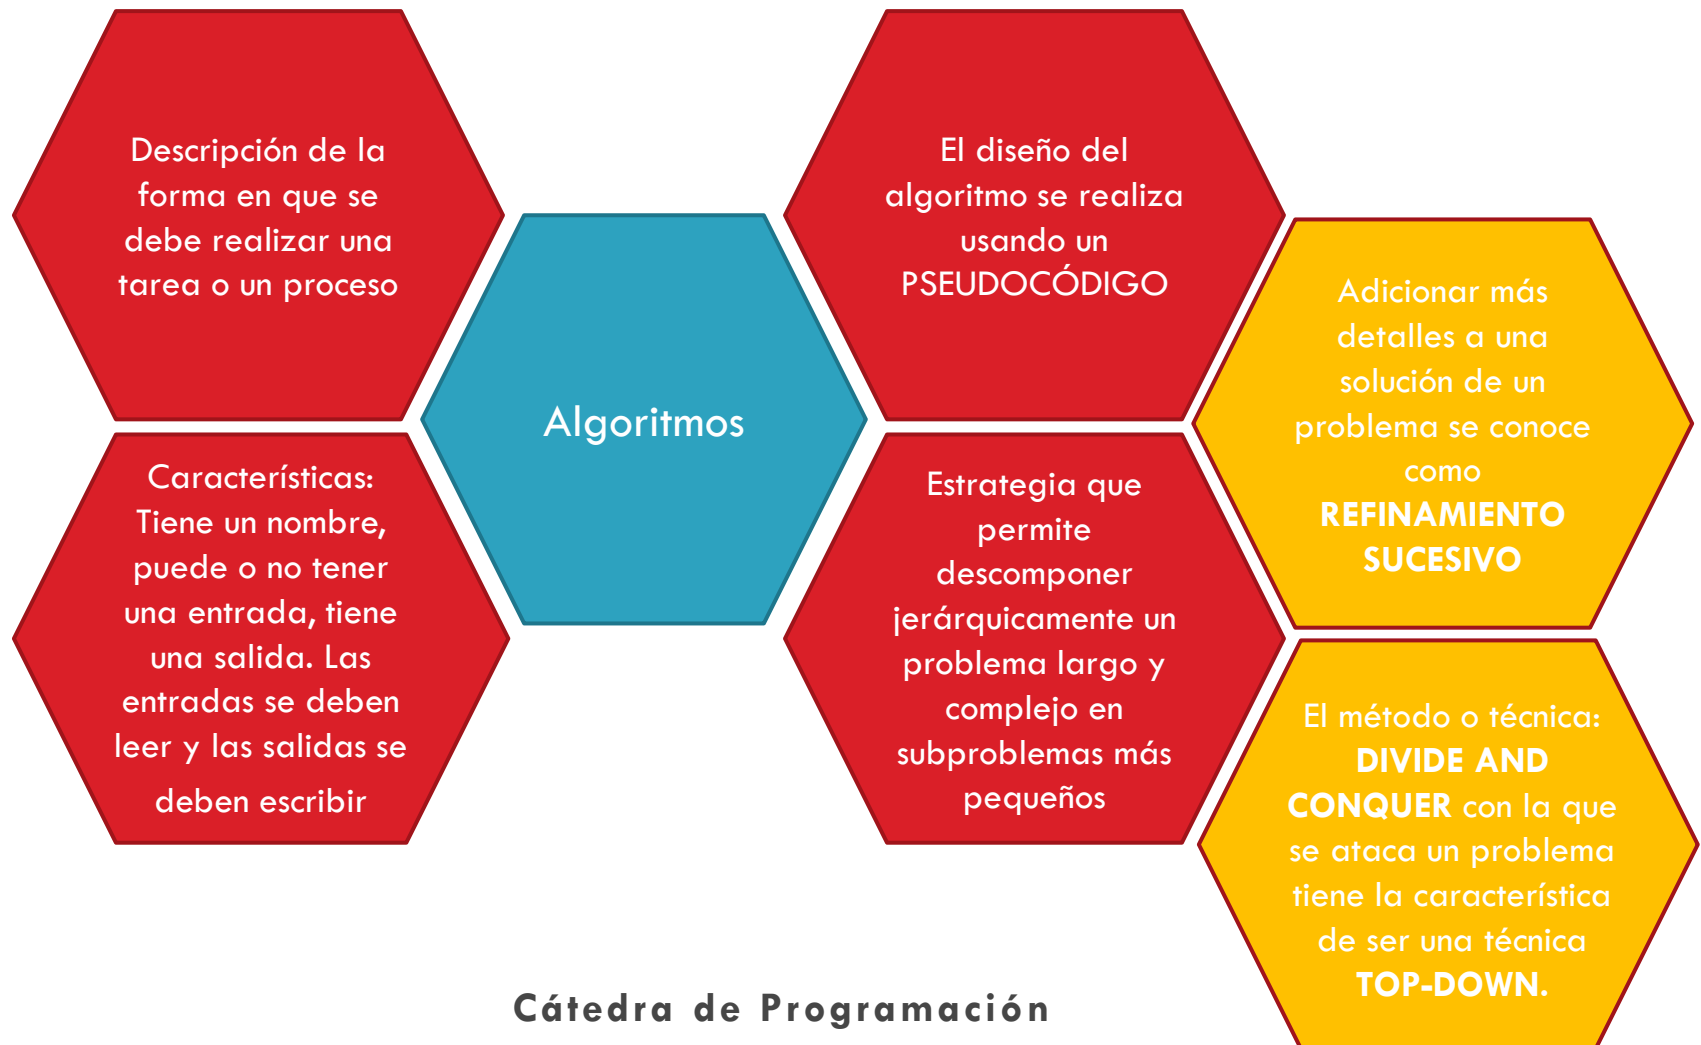 Descripción de la
forma en que se
debe realizar una
tarea o un proceso
Característicás:
Tiene un nombre,
puede o no tener
una entrada, tiene
una salida. Las
entradas se deben
leer y las salidas se
deben escribir
Algoritmos
El diseño del
algoritmo se realiza
usando un
PSEUDOCÓDIGO
Estrategia que
permite
descomponer
jerárquicamente un
problema largo y
complejo en
subproblemas más
pequeños
Adicionar más
detalles a una
solución de un
problema se conoce
como
REFINAMIENTO
SUCESIVO
El método o técnica:
DIVIDE AND
CONQUER con la que
se ataca un problema
tiene la característica
de ser una técnica
TOP-DOWN.
Cátedra de Programación